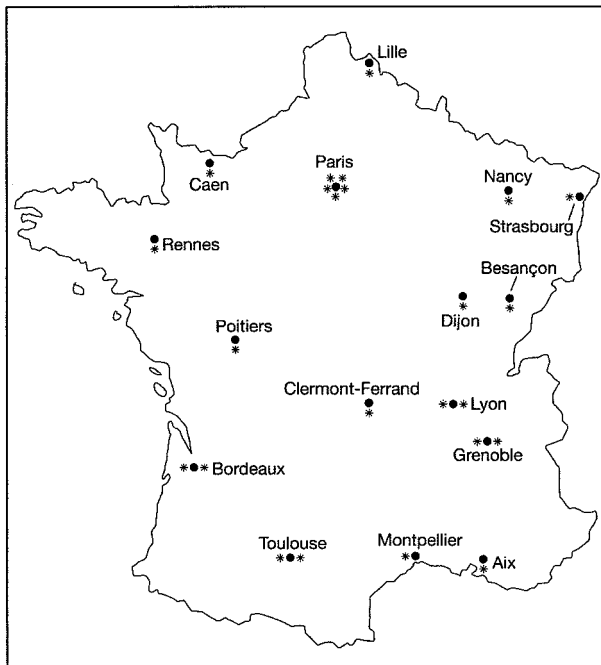 Lille
Paris
Caen
Nancy
Strasbourg
Rennes
Besançon
Dijon
Poitiers
Clermont-Ferrand
Lyon
Grenoble
Bordeaux
Toulouse
Montpellier
Aix